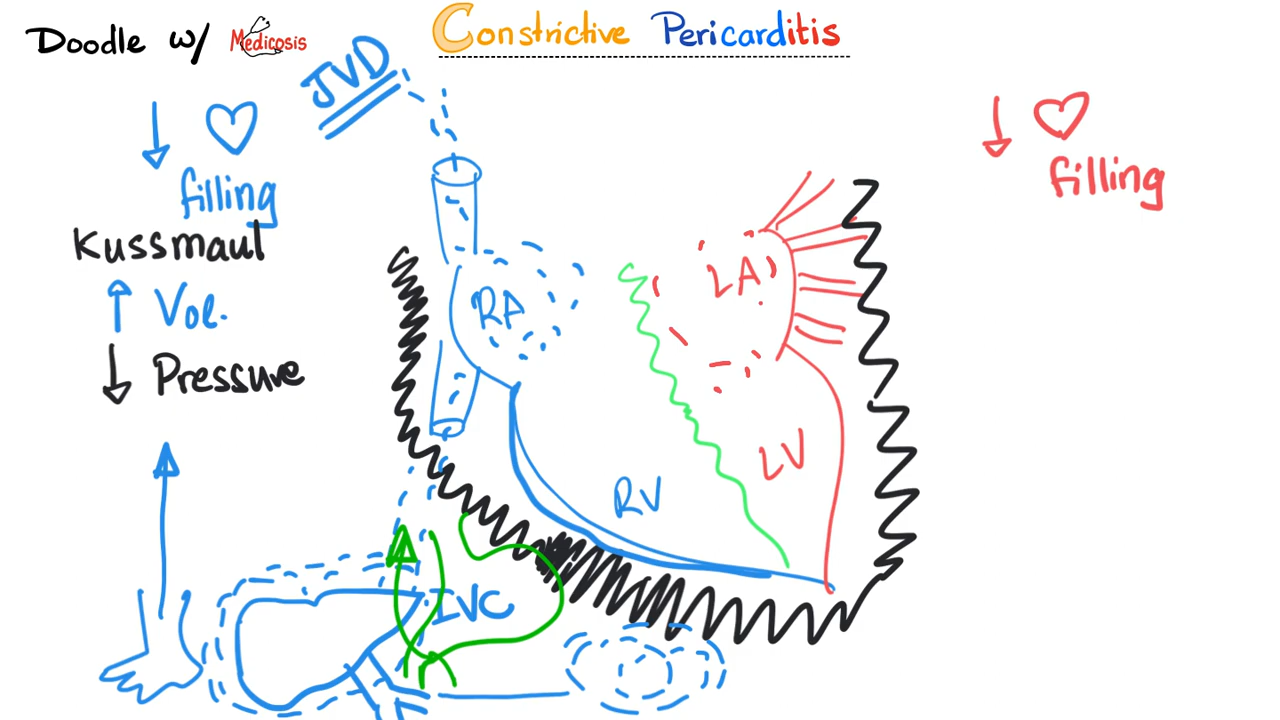 Doodle w/ Medicosis
Constrictive Pericarditis
JVD
↓ ♡
filling
Kussmaul
↑ Vol.
↓ Pressure
↓ ♡
filling
RA
LA
LV
RV
IVC